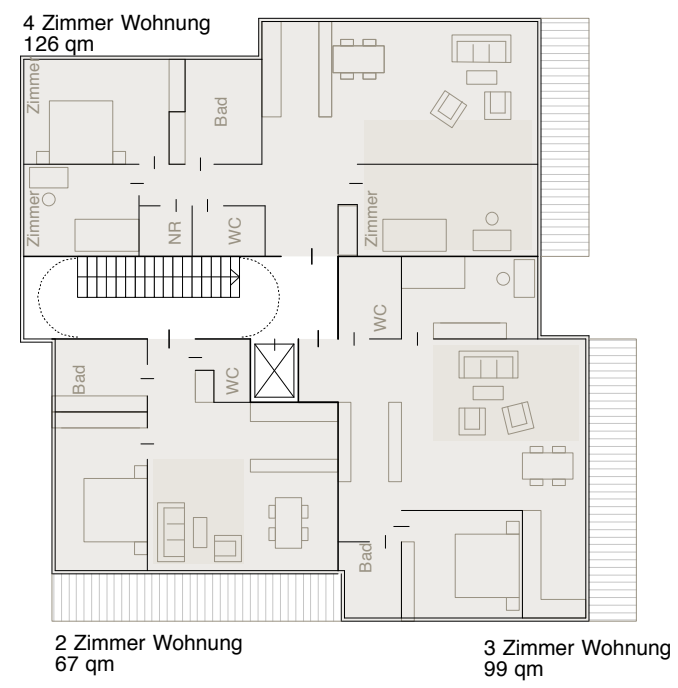 4 Zimmer Wohnung
126 qm
Zimmer
Bad
Zimmer
NR
WC
Zimmer
WC
Bad
WC
Bad
2 Zimmer Wohnung
67 qm
3 Zimmer Wohnung
99 qm